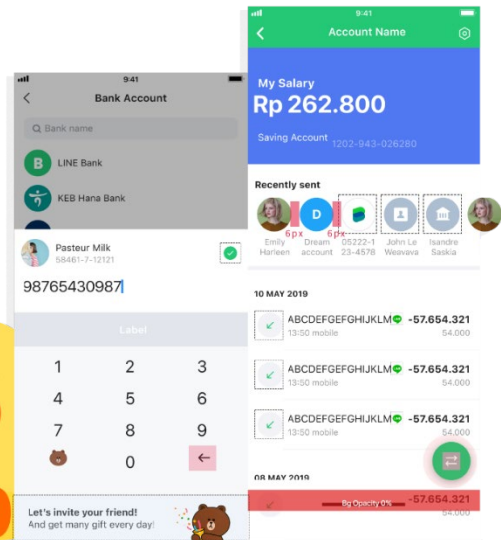 9:41
Bank Account
Bank name
B LINE Bank
KEB Hana Bank
Pasteur Milk
58461-7-12121
98765430987
Label
1 2 3
4 5 6
7 8 9
0
Let's invite your friend!
And get many gift every day!
9:41
Account Name
My Salary
Rp 262.800
Saving Account 1202-943-026280
Recently sent
D
6px 6px
Emily Dream 05222-1 John Le Isandre
Harleen account 23-4576 Weavava Saskia
10 MAY 2019
ABCDEFGEFGHIJKLM -57.654.321
13:50 mobile 54.000
ABCDEFGEFGHIJKLM -57.654.321
13:50 mobile 54.000
ABCDEFGEFGHIJKLM -57.654.321
13:50 mobile 54.000
08 MAY 2019
Bg Opacity 0% -57.654.321
54.000